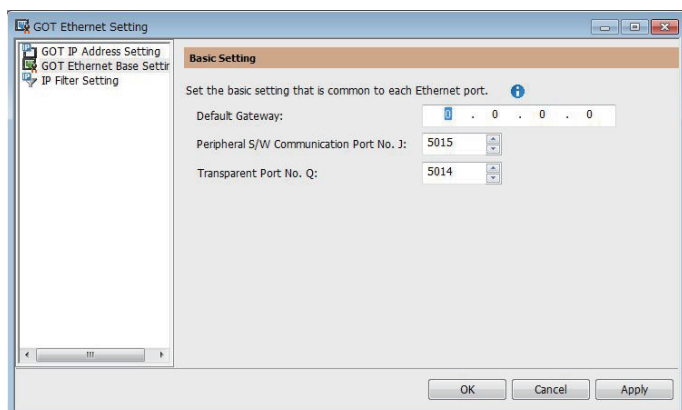 GOT Ethernet Setting
GOT IP Address Setting
GOT Ethernet Base Settir
IP Filter Setting
Basic Setting
Set the basic setting that is common to each Ethernet port.
Default Gateway: 0 . 0 . 0 . 0
Peripheral S/W Communication Port No. J: 5015
Transparent Port No. Q: 5014
OK Cancel Apply